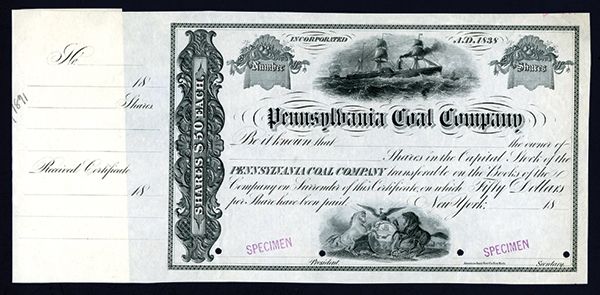 No
18
Shares
1891
Received Certificate
18
SHARES $50 EACH.
INCORPORATED A.D. 1838
Number
Shares
Pennsylvania Coal Company
Be it known that the owner of
Shares in the Capital Stock of the
PENNSYLVANIA COAL COMPANY transferable on the Books of the
Company on Surrender of this Certificate, on which Fifty Dollars
per Share have been paid. New York: 18
SPECIMEN
SPECIMEN
President.
Secretary.